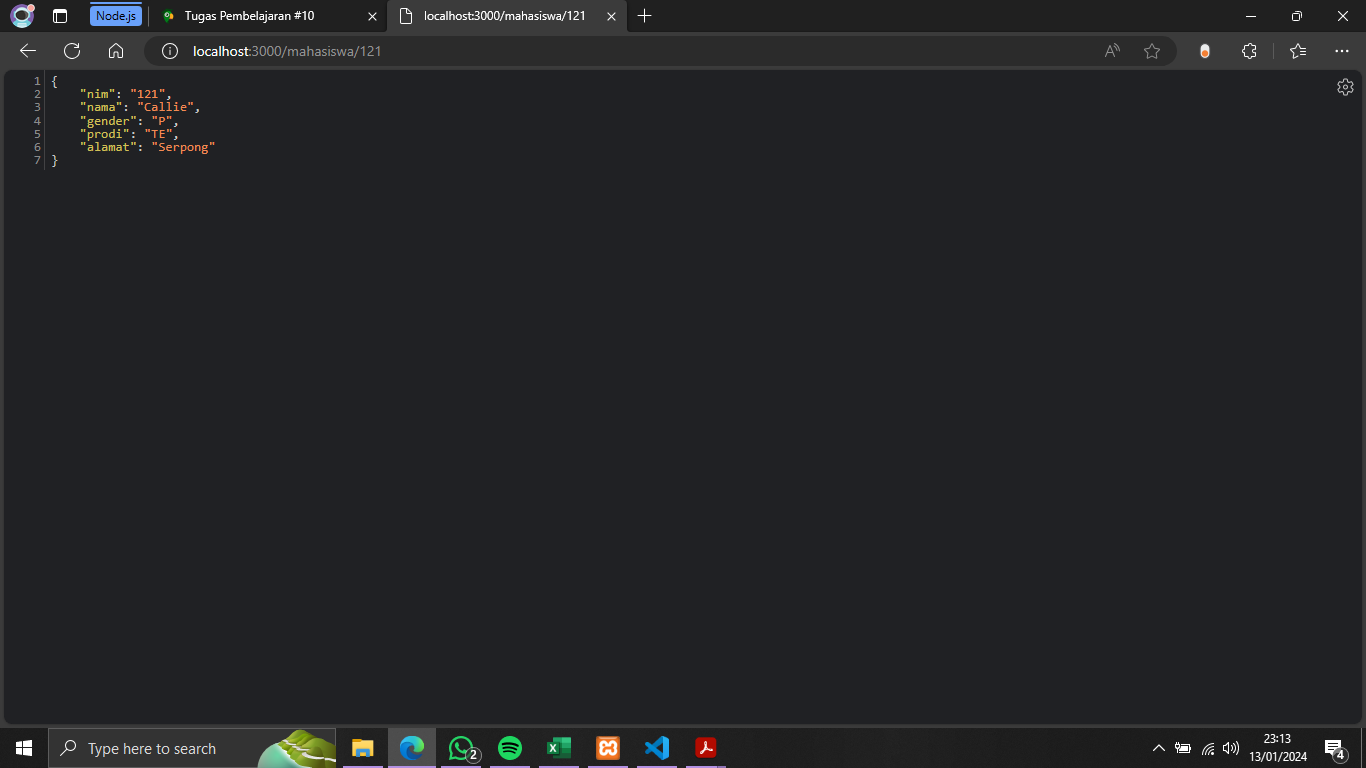 Node.js
Tugas Pembelajaran #10
localhost:3000/mahasiswa/121
localhost:3000/mahasiswa/121
1 {
2 "nim": "121",
3 "nama": "Callie",
4 "gender": "P",
5 "prodi": "TE",
6 "alamat": "Serpong"
7 }
Type here to search
2
23:13
13/01/2024
4